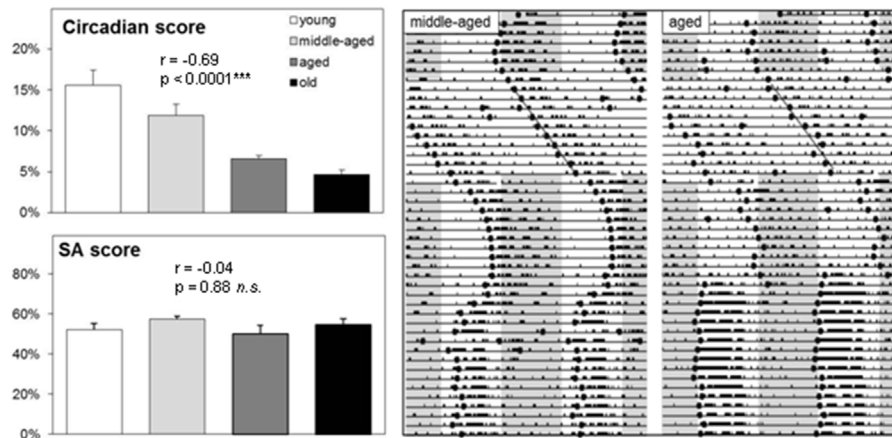 Circadian score
young
middle-aged
aged
old
r = -0.69
p < 0.0001***
20%
15%
10%
5%
0%
SA score
r = -0.04
p = 0.88 n.s.
80%
60%
40%
20%
0%
middle-aged
aged